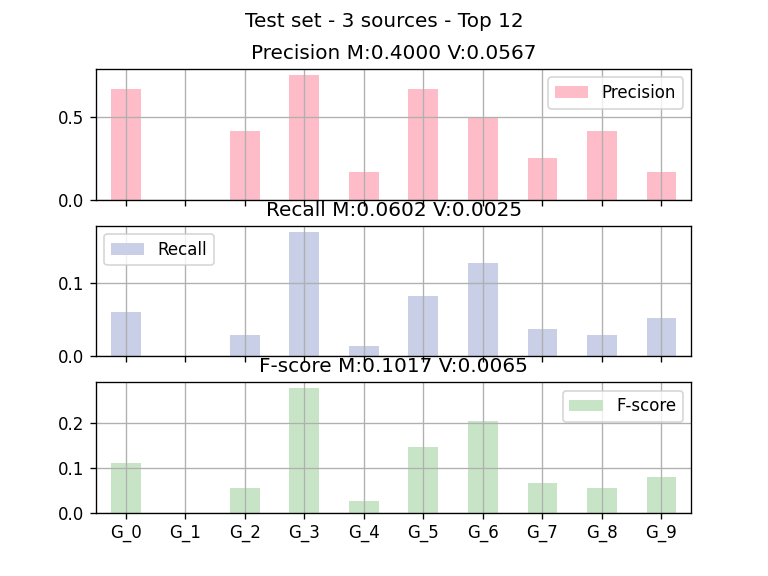 Test set - 3 sources - Top 12
Precision M:0.4000 V:0.0567
Precision
0.5
0.0
Recall M:0.0602 V:0.0025
Recall
0.1
0.0
F-score M:0.1017 V:0.0065
F-score
0.2
0.1
0.0
G_0 G_1 G_2 G_3 G_4 G_5 G_6 G_7 G_8 G_9